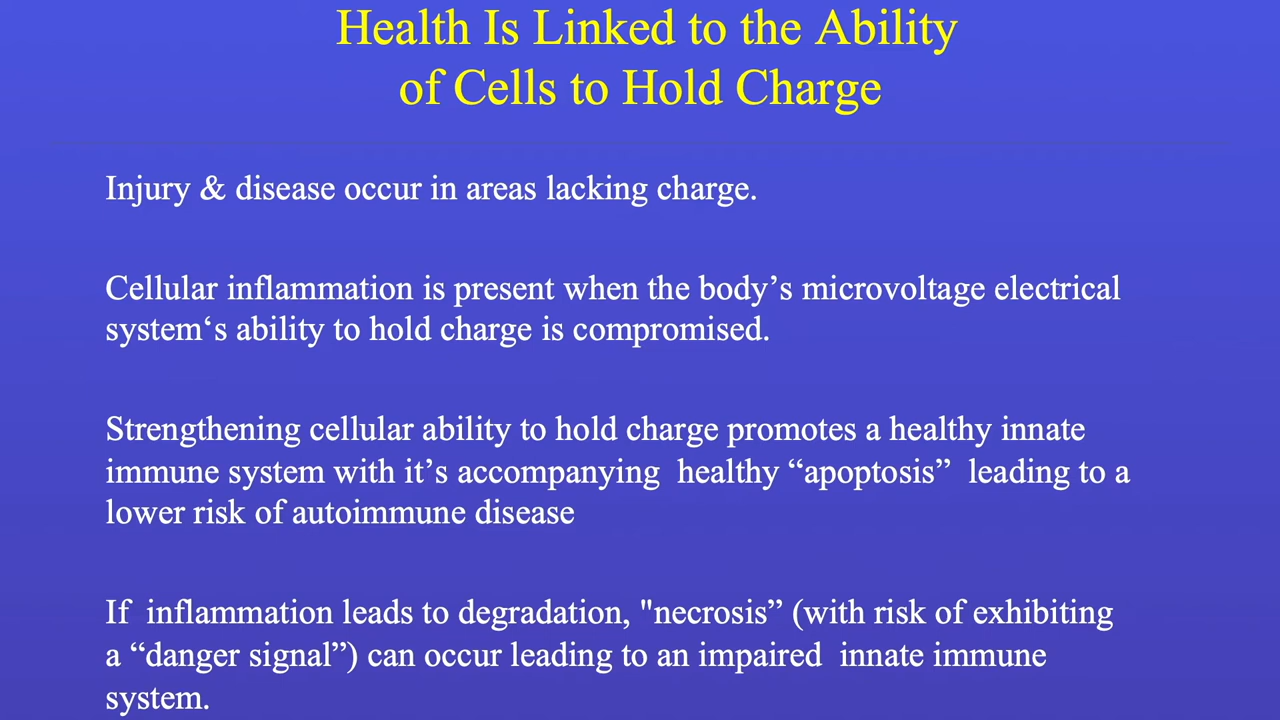 Health Is Linked to the Ability
of Cells to Hold Charge
Injury & disease occur in areas lacking charge.
Cellular inflammation is present when the body’s microvoltage electrical
system‘s ability to hold charge is compromised.
Strengthening cellular ability to hold charge promotes a healthy innate
immune system with it’s accompanying  healthy “apoptosis”  leading to a
lower risk of autoimmune disease
If  inflammation leads to degradation, "necrosis” (with risk of exhibiting
a “danger signal”) can occur leading to an impaired  innate immune
system.